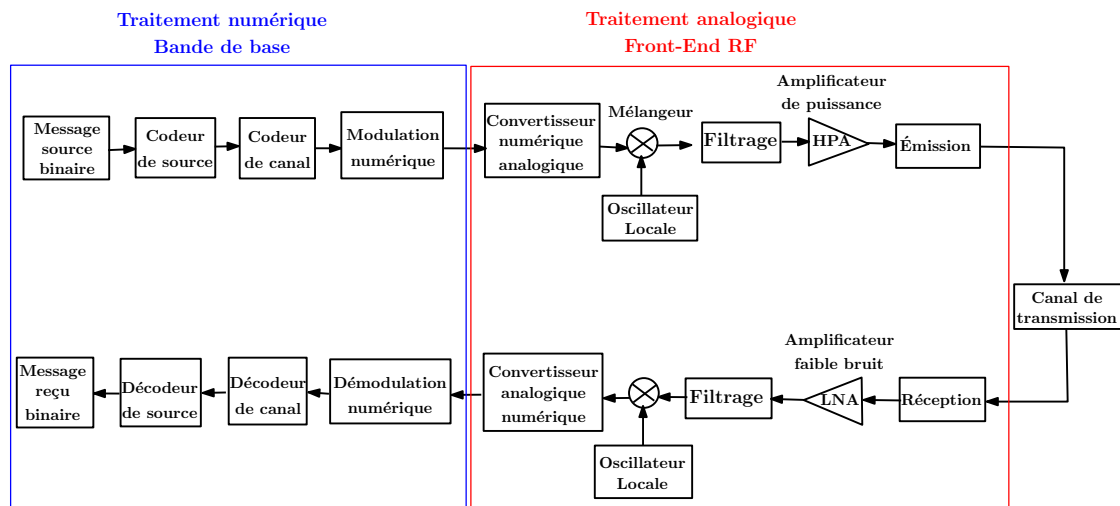 Traitement numérique
Bande de base
Traitement analogique
Front-End RF
Message
source
binaire
Codeur
de source
Codeur
de canal
Modulation
numérique
Convertisseur
numérique
analogique
Mélangeur
Oscillateur
Locale
Filtrage
Amplificateur
de puissance
HPA
Émission
Canal de
transmission
Message
reçu
binaire
Décodeur
de source
Décodeur
de canal
Démodulation
numérique
Convertisseur
analogique
numérique
Oscillateur
Locale
Filtrage
Amplificateur
faible bruit
LNA
Réception